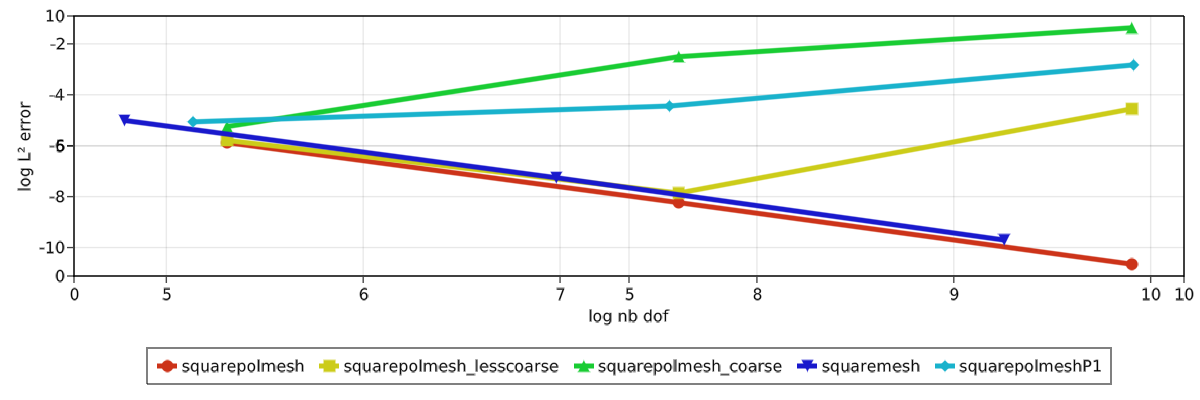 10
-2
-4
-6
-8
-10
0
log L² error
0 5 6 7 5 8 9 10 10
log nb dof
squarepolmesh squarepolmesh_lesscoarse squarepolmesh_coarse squaremesh squarepolmeshP1